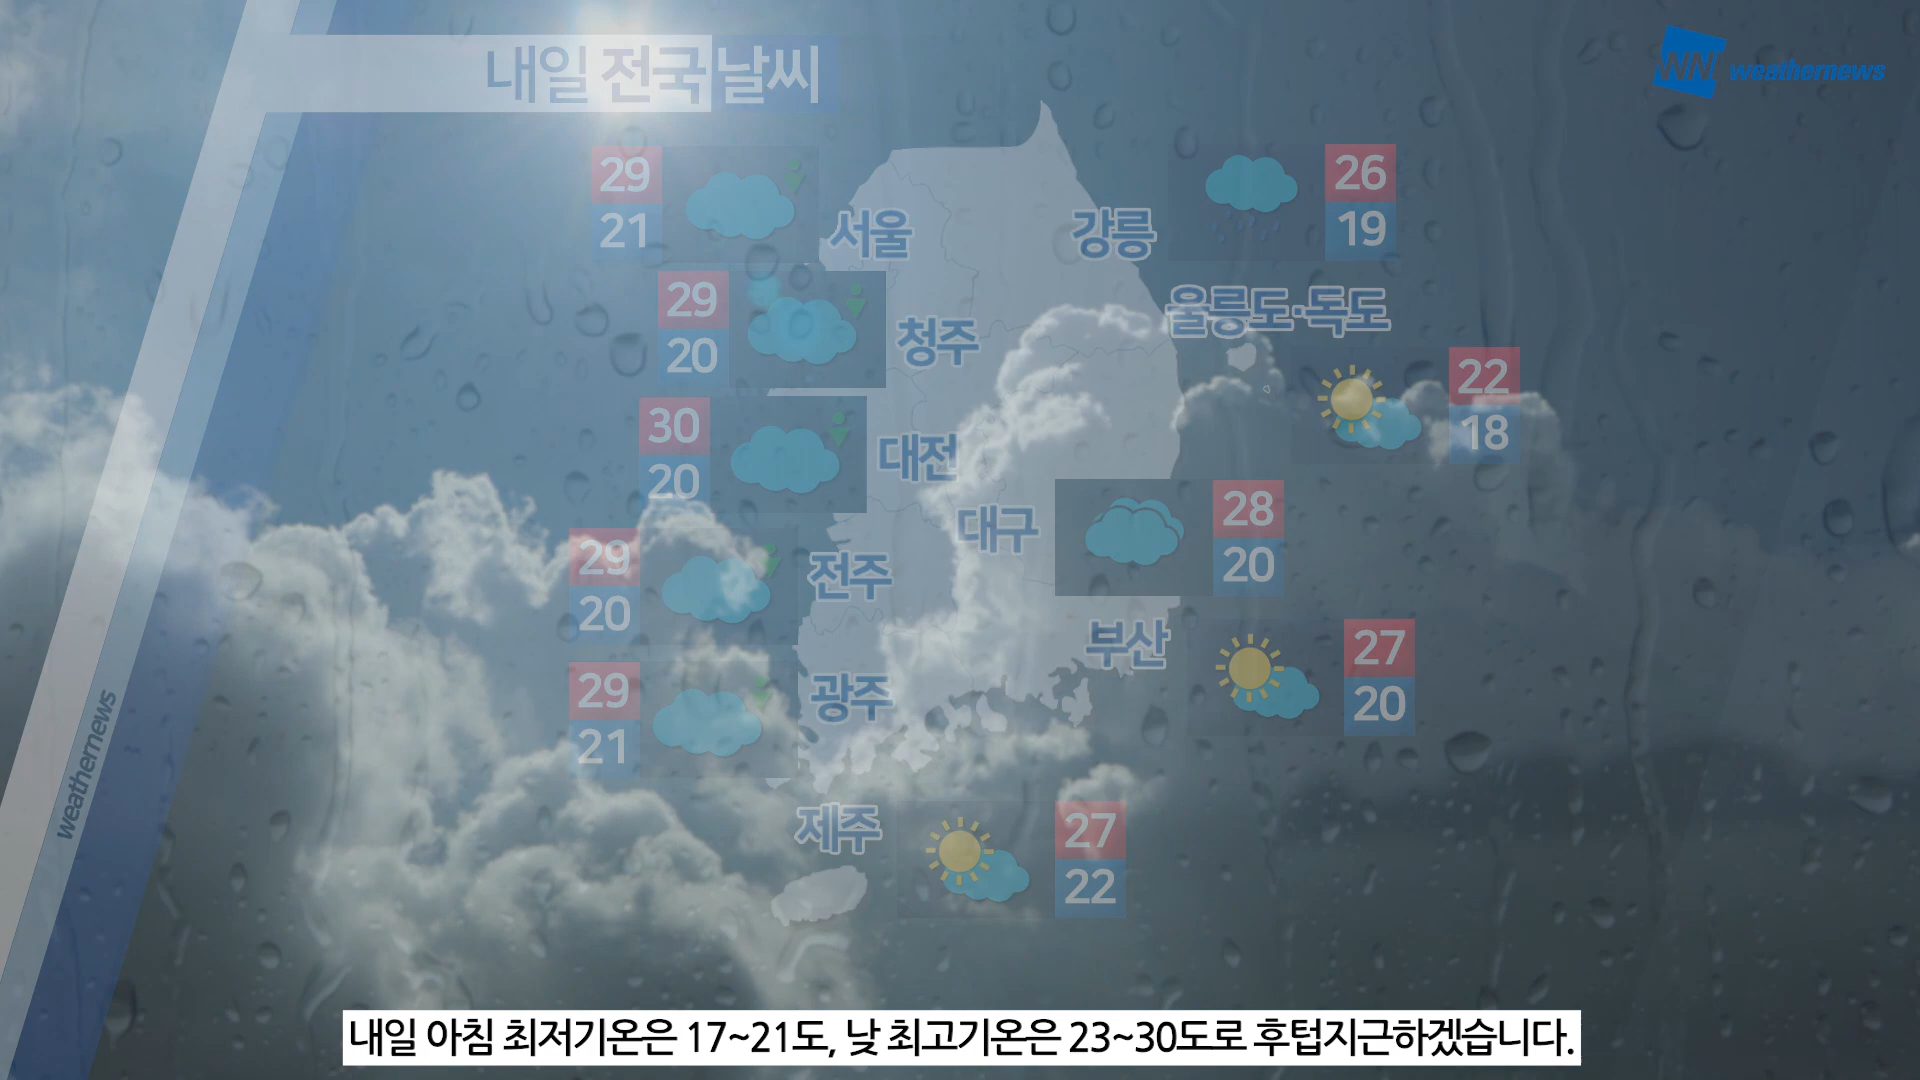 내일 전국 날씨
WN weathernews
29
21
서울
강릉
26
19
29
20
청주
울릉도·독도
22
18
30
20
대전
대구
28
20
29
20
전주
부산
27
20
29
21
광주
제주
27
22
weathernews
내일 아침 최저기온은 17~21도, 낮 최고기온은 23~30도로 후텁지근하겠습니다.